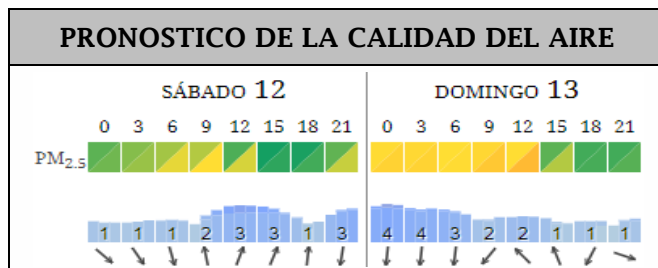 PRONOSTICO DE LA CALIDAD DEL AIRE
SÁBADO 12 DOMINGO 13
0 3 6 9 12 15 18 21 0 3 6 9 12 15 18 21
PM2.5
1 1 1 2 3 3 1 3 4 4 3 2 2 1 1 1